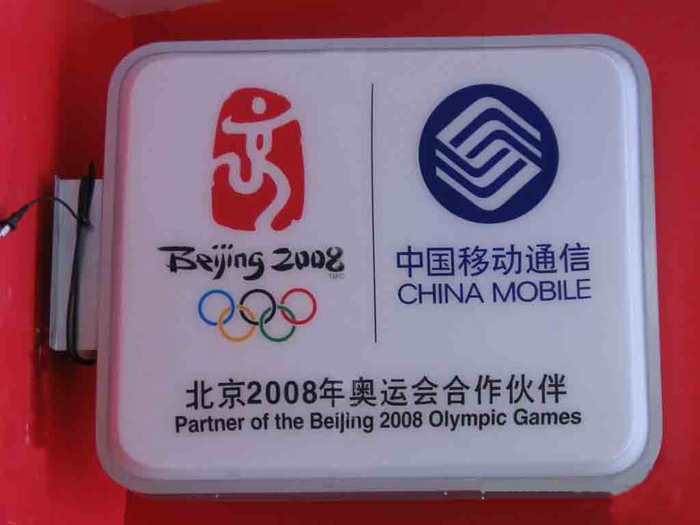 Beijing 2008
TMC
中国移动通信
CHINA MOBILE
北京2008年奥运会合作伙伴
Partner of the Beijing 2008 Olympic Games